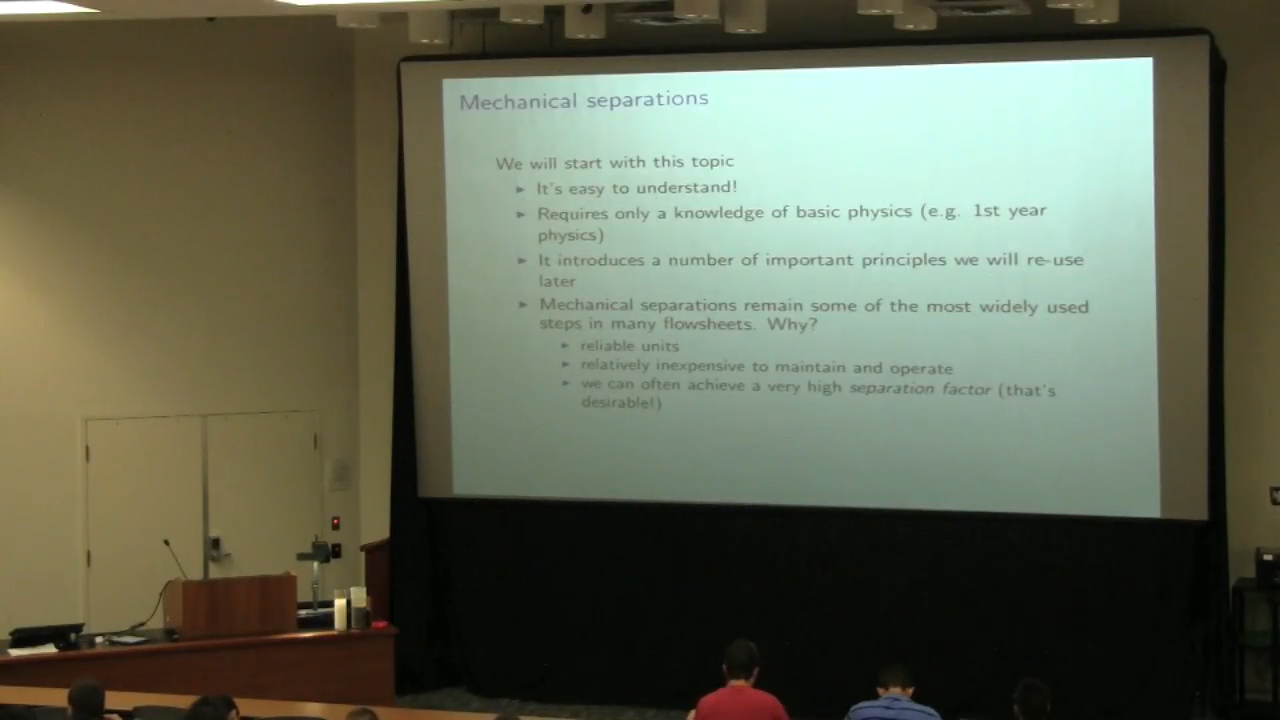 Mechanical separations
We will start with this topic
► It's easy to understand!
► Requires only a knowledge of basic physics (e.g. 1st year
physics)
► It introduces a number of important principles we will re-use
later
► Mechanical separations remain some of the most widely used
steps in many flowsheets. Why?
► reliable units
► relatively inexpensive to maintain and operate
► we can often achieve a very high separation factor (that's
desirable!)